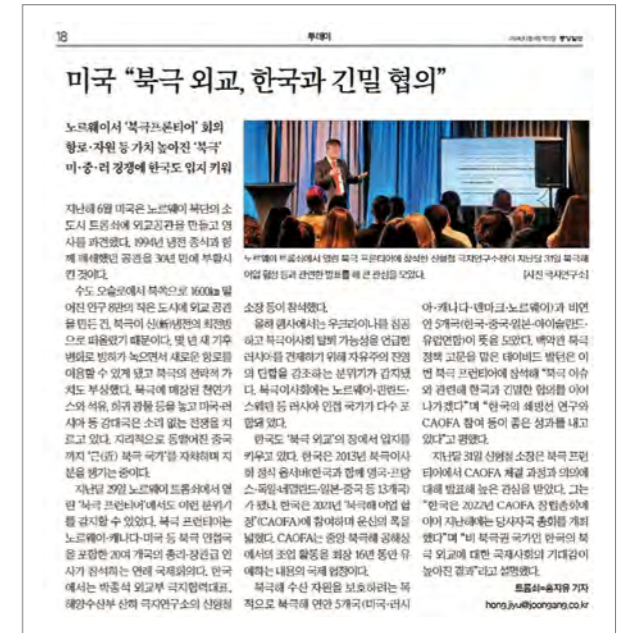 18
투데이
중앙일보
미국 “북극 외교, 한국과 긴밀 협의”
노르웨이서 ‘북극프론티어’ 회의
항로·자원 등 가치 높아진 ‘북극’
미·중·러 경쟁에 한국도 입지 키워
노르웨이 트롬쇠에서 열린 북극 프론티어에 참석한 신형철 극지연구소장이 지난달 31일 북극해
어업 협정 등과 관련한 발표를 해 큰 관심을 모았다.
[사진 극지연구소]
지난해 6월 미국은 노르웨이 북단의 소
도시 트롬쇠에 외교공관을 만들고 영
사를 파견했다. 1994년 냉전 종식과 함
께 폐쇄했던 공관을 30년 만에 부활시
킨 것이다.
수도 오슬로에서 북쪽으로 1600㎞ 떨
어진 인구 8만의 작은 도시에 외교 공관
을 만든 건, 북극이 신(新)냉전의 최전방
으로 떠올랐기 때문이다. 몇 년 새 기후
변화로 빙하가 녹으면서 새로운 항로를
이용할 수 있게 됐고 북극의 전략적 가
치도 부상했다. 북극에 매장된 천연가
스와 석유, 희귀 광물 등을 놓고 미국·러
시아 등 강대국은 소리 없는 전쟁을 치
르고 있다. 지리적으로 동떨어진 중국
까지 ‘근(近) 북극 국가’를 자처하며 지
분을 챙기는 중이다.
지난달 29일 노르웨이 트롬쇠에서 열
린 ‘북극 프론티어’에서도 이런 분위기
를 감지할 수 있었다. 북극 프런티어는
노르웨이·캐나다·미국 등 북극 연접국
을 포함한 20여 개국의 총리·장관급 인
사가 참석하는 연례 국제회의다. 한국
에서는 박종석 외교부 극지협력대표,
해양수산부 산하 극지연구소의 신형철
소장 등이 참석했다.
올해 행사에서는 우크라이나를 침공
하고 북극이사회 탈퇴 가능성을 언급한
러시아를 견제하기 위해 자유주의 진영
의 단합을 강조하는 분위기가 감지됐
다. 북극이사회에는 노르웨이·핀란드·
스웨덴 등 러시아 인접 국가가 다수 포
함돼 있다.
한국도 ‘북극 외교’의 장에서 입지를
키우고 있다. 한국은 2013년 북극이사
회 정식 옵서버(한국과 함께 영국·프랑
스·독일·네덜란드·일본·중국 등 13개국)
가 됐다. 한국은 2021년 ‘북극해 어업 협
정’(CAOFA)에 참여하며 운신의 폭을
넓혔다. CAOFA는 중앙 북극해 공해상
에서의 조업 활동을 최장 16년 동안 유
예하는 내용의 국제 협정이다.
북극해 수산 자원을 보호하려는 목
적으로 북극해 연안 5개국(미국·러시
아·캐나다·덴마크·노르웨이)과 비연
안 5개국(한국·중국·일본·아이슬란드·
유럽연합)이 뜻을 모았다. 백악관 북극
정책 고문을 맡은 데이비드 발턴은 이
번 북극 프런티어에 참석해 “북극 이슈
와 관련해 한국과 긴밀한 협의를 이어
나가겠다”며 “한국의 쇄빙선 연구와
CAOFA 참여 등이 좋은 성과를 내고
있다”고 평했다.
지난달 31일 신형철 소장은 북극 프런
티어에서 CAOFA 체결 과정과 의의에
대해 발표해 높은 관심을 받았다. 그는
“한국은 2022년 CAOFA 창립총회에
이어 지난해에는 당사자국 총회를 개최
했다”며 “비 북극권 국가인 한국의 북
극 외교에 대한 국제사회의 기대감이
높아진 결과”라고 설명했다.
트롬쇠=홍지유 기자
hong.jiyu@joongang.co.kr